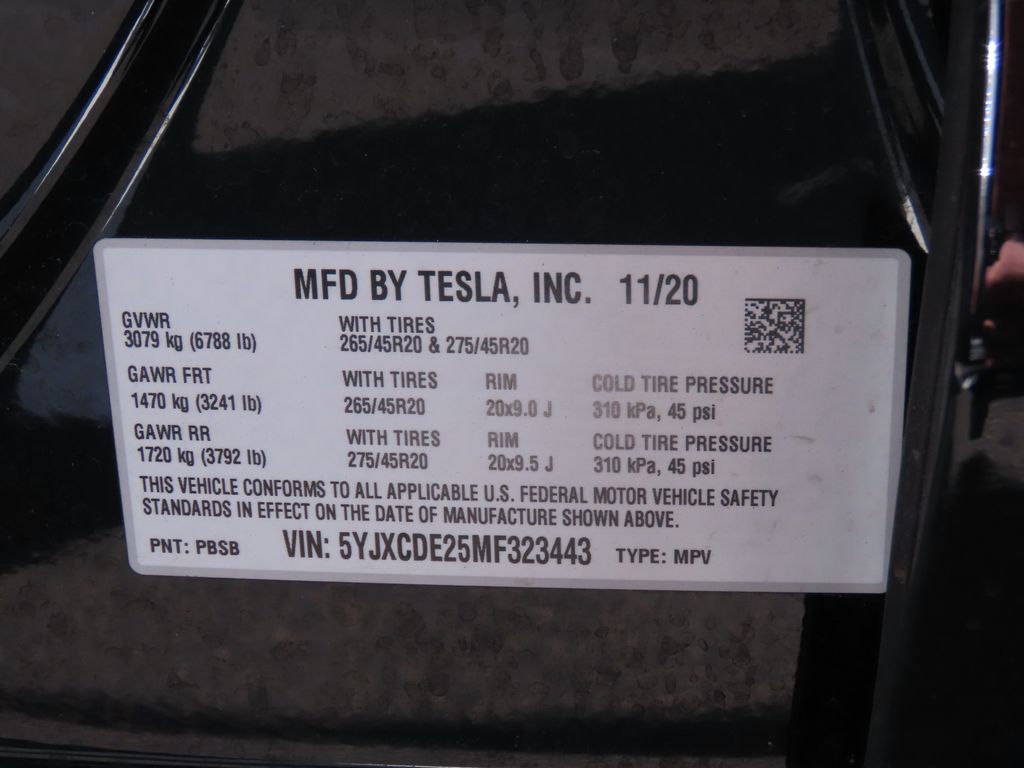 MFD BY TESLA, INC. 11/20
GVWR
3079 kg (6788 lb)
WITH TIRES
265/45R20 & 275/45R20
GAWR FRT WITH TIRES RIM COLD TIRE PRESSURE
1470 kg (3241 lb) 265/45R20 20x9.0 J 310 kPa, 45 psi
GAWR RR WITH TIRES RIM COLD TIRE PRESSURE
1720 kg (3792 lb) 275/45R20 20x9.5 J 310 kPa, 45 psi
THIS VEHICLE CONFORMS TO ALL APPLICABLE U.S. FEDERAL MOTOR VEHICLE SAFETY
STANDARDS IN EFFECT ON THE DATE OF MANUFACTURE SHOWN ABOVE.
PNT: PBSB VIN: 5YJXCDE25MF323443 TYPE: MPV